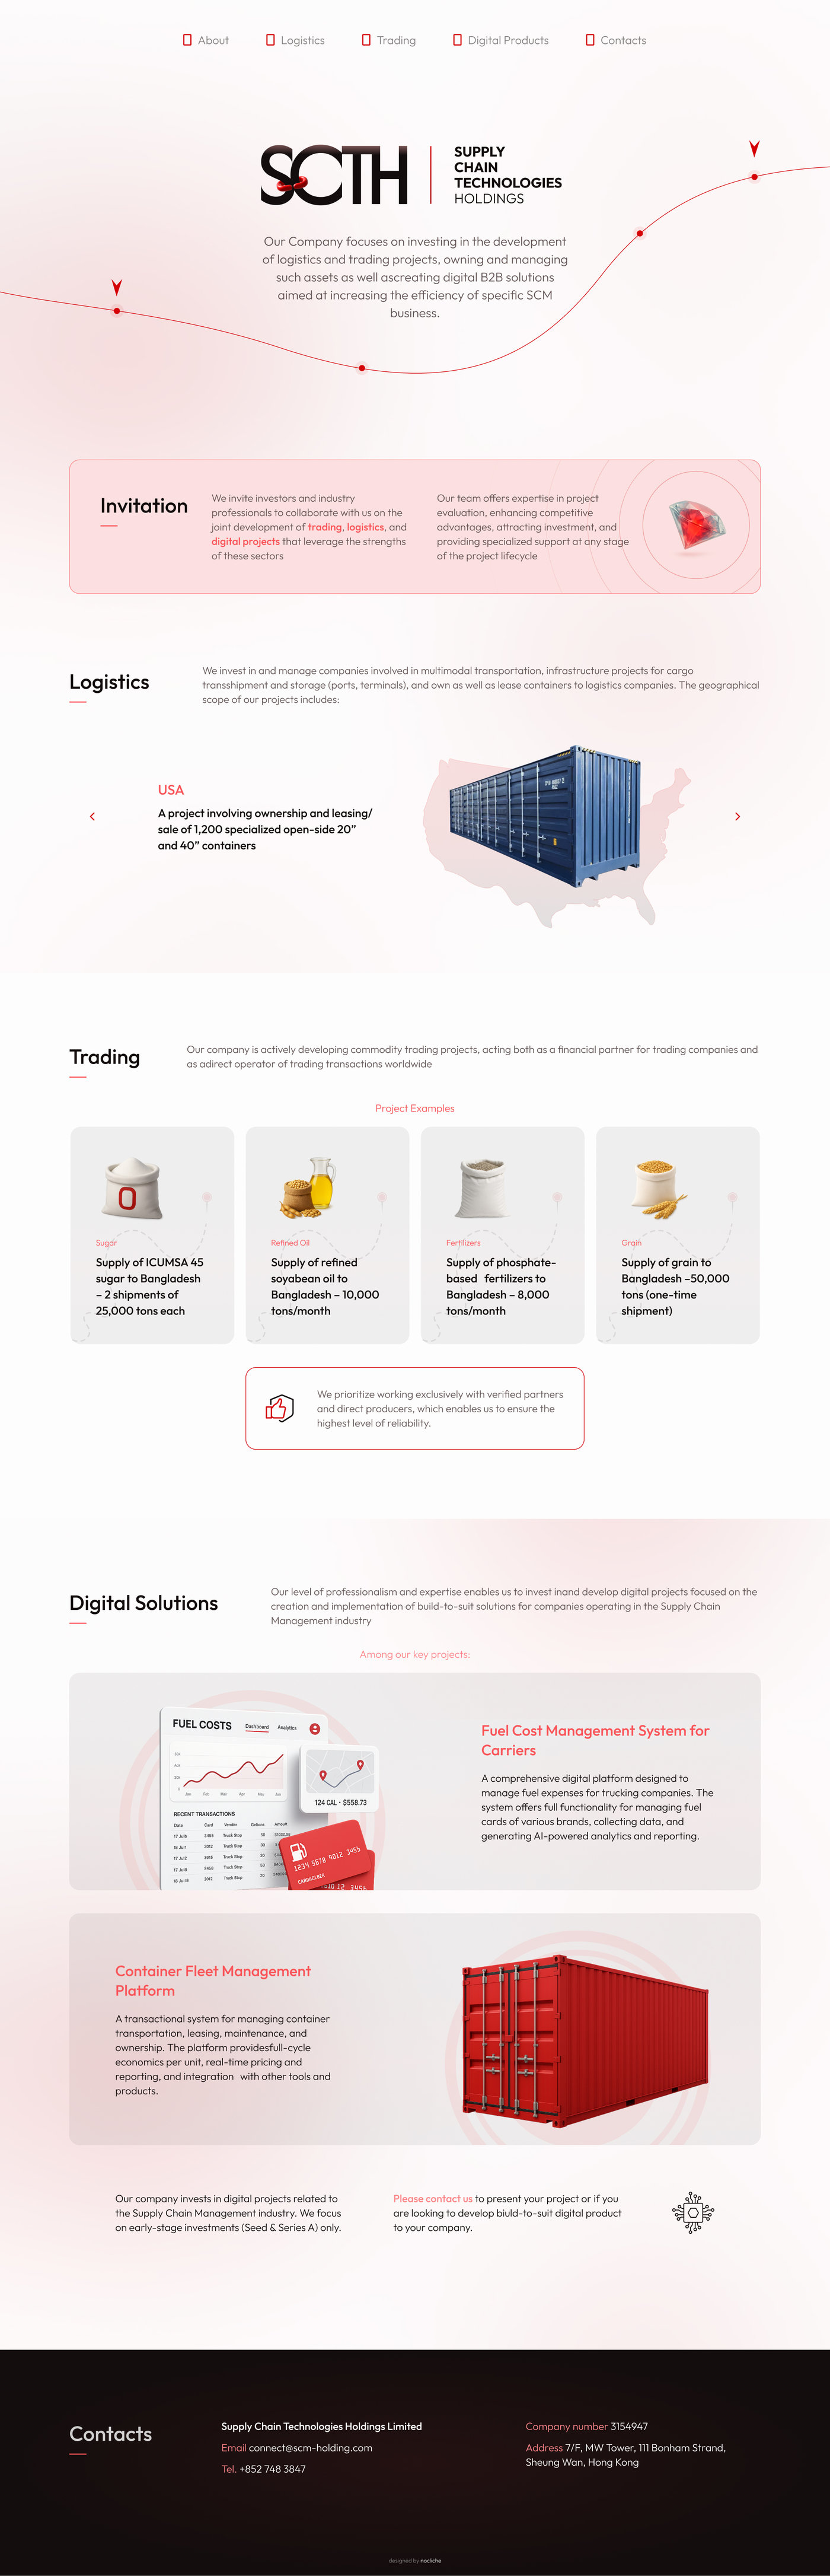 About Logistics Trading Digital Products Contacts
SCTH
SUPPLY
CHAIN
TECHNOLOGIES
HOLDINGS
Our Company focuses on investing in the development
of logistics and trading projects, owning and managing
such assets as well ascreating digital B2B solutions
aimed at increasing the efficiency of specific SCM
business.
Invitation
We invite investors and industry
professionals to collaborate with us on the
joint development of trading, logistics, and
digital projects that leverage the strengths
of these sectors
Our team offers expertise in project
evaluation, enhancing competitive
advantages, attracting investment, and
providing specialized support at any stage
of the project lifecycle
Logistics
We invest in and manage companies involved in multimodal transportation, infrastructure projects for cargo
transshipment and storage (ports, terminals), and own as well as lease containers to logistics companies. The geographical
scope of our projects includes:
USA
A project involving ownership and leasing/
sale of 1,200 specialized open-side 20”
and 40” containers
Trading
Our company is actively developing commodity trading projects, acting both as a financial partner for trading companies and
as adirect operator of trading transactions worldwide
Project Examples
Sugar
Supply of ICUMSA 45
sugar to Bangladesh
– 2 shipments of
25,000 tons each
Refined Oil
Supply of refined
soyabean oil to
Bangladesh – 10,000
tons/month
Fertilizers
Supply of phosphate-
based fertilizers to
Bangladesh – 8,000
tons/month
Grain
Supply of grain to
Bangladesh –50,000
tons (one-time
shipment)
We prioritize working exclusively with verified partners
and direct producers, which enables us to ensure the
highest level of reliability.
Digital Solutions
Our level of professionalism and expertise enables us to invest inand develop digital projects focused on the
creation and implementation of build-to-suit solutions for companies operating in the Supply Chain
Management industry
Among our key projects:
FUEL COSTS
Dashboard Analytics
Jan Feb Mar Apr May
124 CAL • $558.73
RECENT TRANSACTIONS
Date Card Vendor Gallons Amount
Truck Stop
Truck Stop
Truck Stop
Truck Stop
Truck Stop
1234 5678 9012 3456
CARDHOLDER
Fuel Cost Management System for
Carriers
A comprehensive digital platform designed to
manage fuel expenses for trucking companies. The
system offers full functionality for managing fuel
cards of various brands, collecting data, and
generating AI-powered analytics and reporting.
Container Fleet Management
Platform
A transactional system for managing container
transportation, leasing, maintenance, and
ownership. The platform providesfull-cycle
economics per unit, real-time pricing and
reporting, and integration with other tools and
products.
Our company invests in digital projects related to
the Supply Chain Management industry. We focus
on early-stage investments (Seed & Series A) only.
Please contact us to present your project or if you
are looking to develop biuld-to-suit digital product
to your company.
Contacts
Supply Chain Technologies Holdings Limited
Email connect@scm-holding.com
Tel. +852 748 3847
Company number 3154947
Address 7/F, MW Tower, 111 Bonham Strand,
Sheung Wan, Hong Kong
designed by nocliche